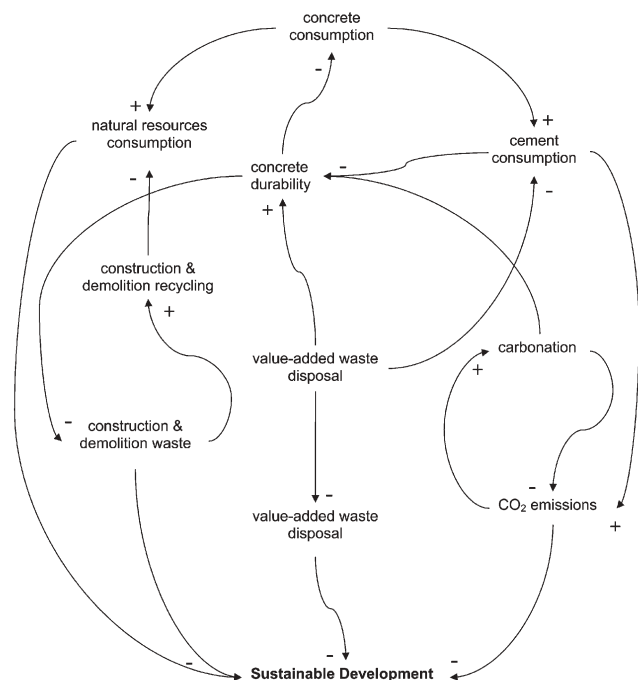 concrete
consumption
-
+
natural resources
consumption
+
cement
consumption
-
concrete
durability
-
+
-
construction &
demolition recycling
+
value-added waste
disposal
carbonation
+
-
construction &
demolition waste
-
value-added waste
disposal
-
CO₂ emissions
+
-
-
-
Sustainable Development